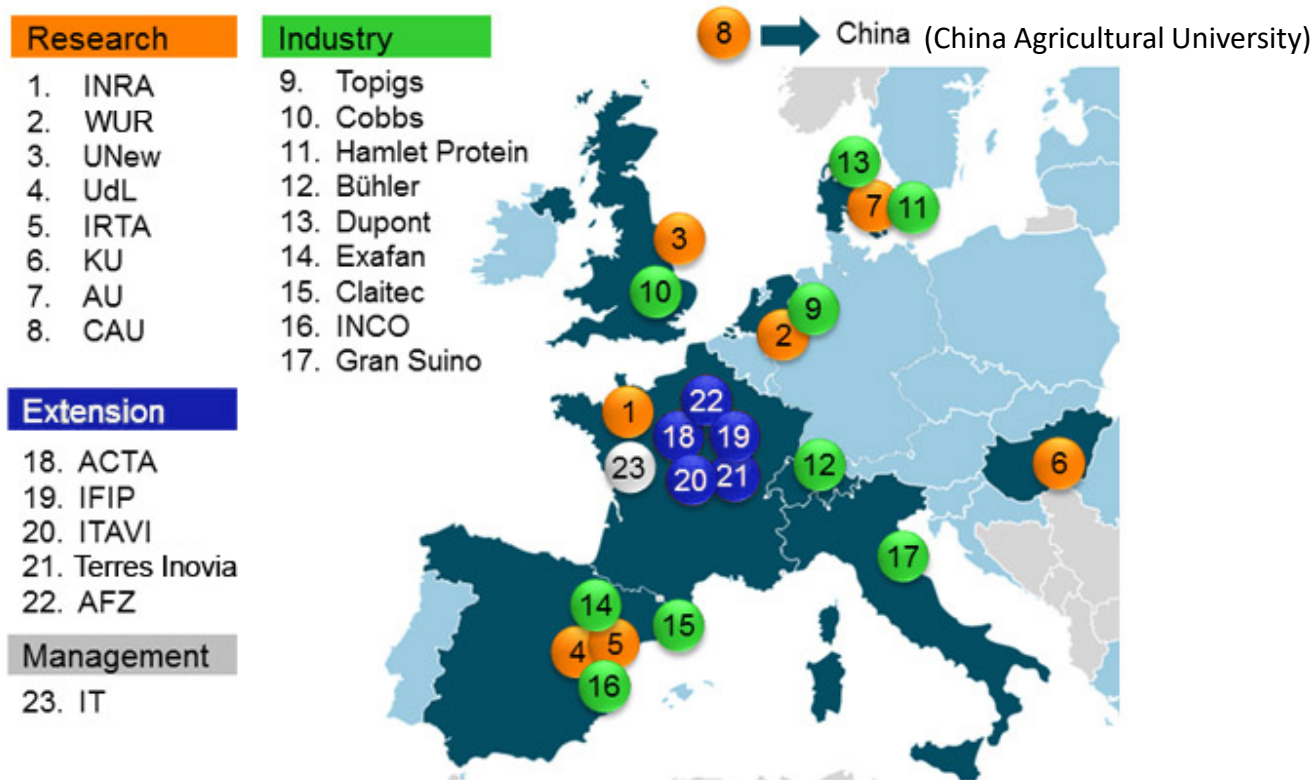 Research
1. INRA
2. WUR
3. UNew
4. UdL
5. IRTA
6. KU
7. AU
8. CAU
Industry
9. Topigs
10. Cobbs
11. Hamlet Protein
12. Bühler
13. Dupont
14. Exafan
15. Claitec
16. INCO
17. Gran Suino
Extension
18. ACTA
19. IFIP
20. ITAVI
21. Terres Inovia
22. AFZ
Management
23. IT
8 China (China Agricultural University)
13
7
11
3
10
9
2
1
22
18
19
23
20
21
12
6
17
14
15
4
5
16